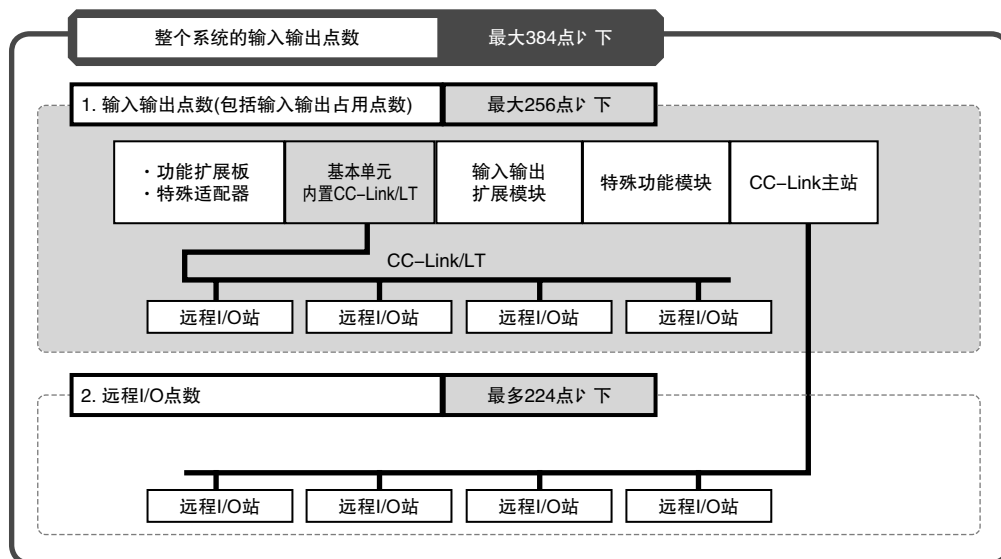 整个系统的输入输出点数 最大384点以下
1. 输入输出点数(包括输入输出占用点数) 最大256点以下
・功能扩展板
・特殊适配器
基本单元
内置CC-Link/LT
输入输出
扩展模块
特殊功能模块
CC-Link主站
CC-Link/LT
远程I/O站 远程I/O站 远程I/O站 远程I/O站
2. 远程I/O点数 最多224点以下
远程I/O站 远程I/O站 远程I/O站 远程I/O站